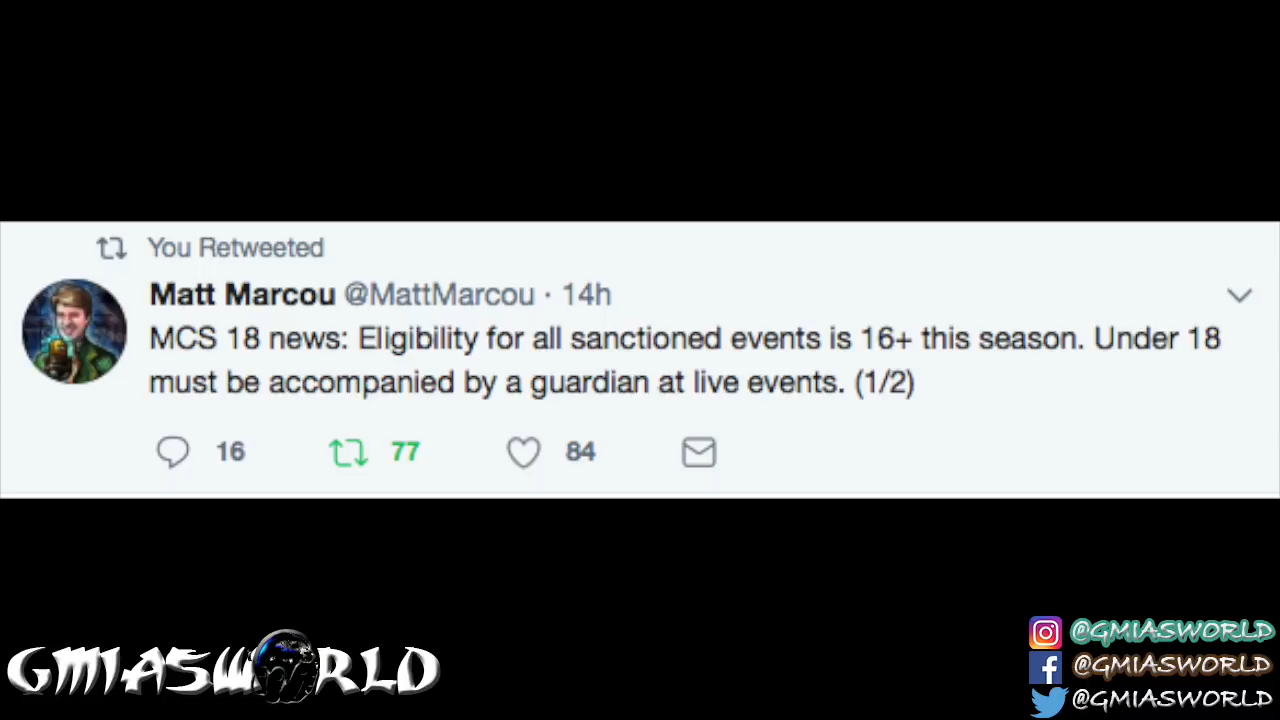 You Retweeted
Matt Marcou @MattMarcou · 14h
MCS 18 news: Eligibility for all sanctioned events is 16+ this season. Under 18
must be accompanied by a guardian at live events. (1/2)
16 77 84
GMIASWORLD
@GMIASWORLD
@GMIASWORLD
@GMIASWORLD